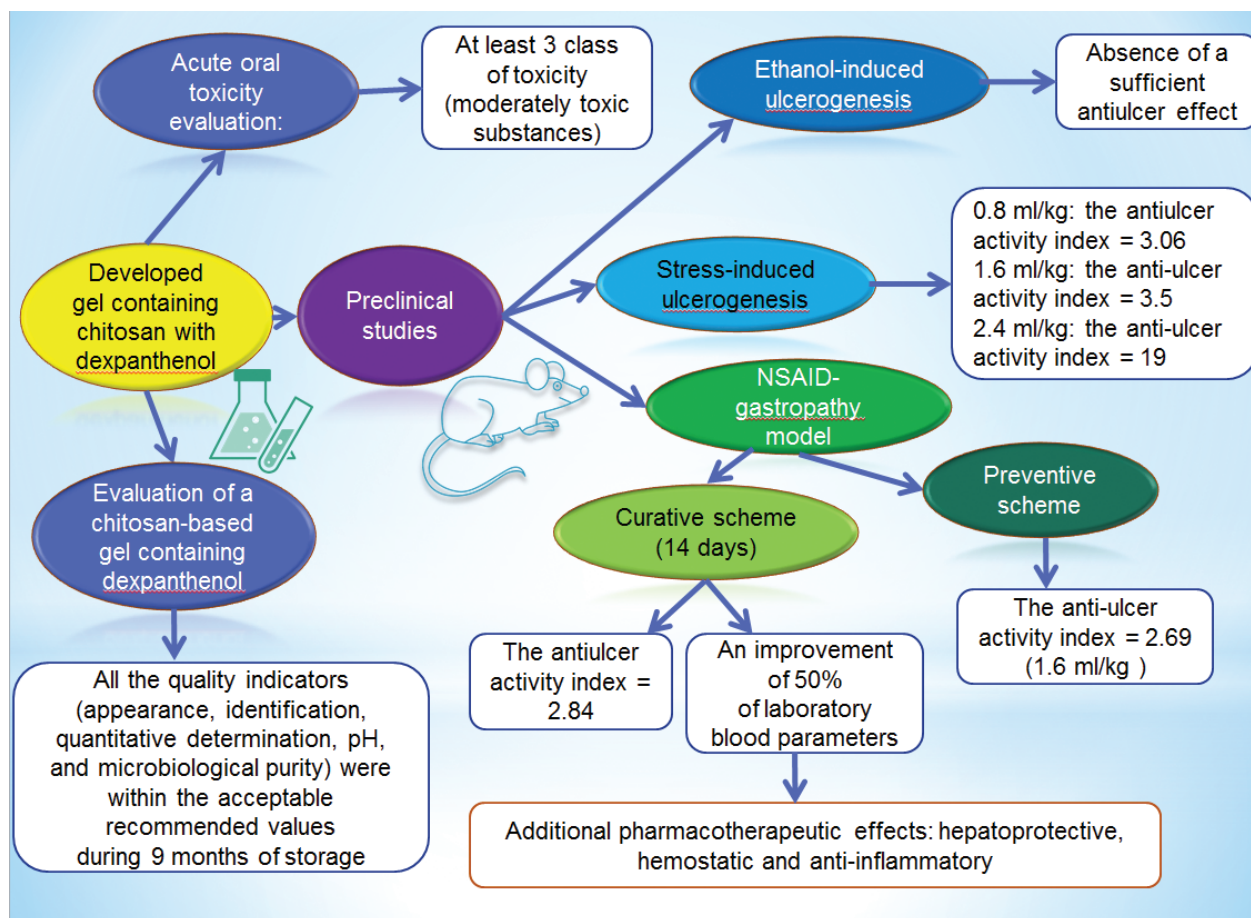 Acute oral
toxicity
evaluation:
At least 3 class
of toxicity
(moderately toxic
substances)
Ethanol-induced
ulcerogenesis
Absence of a
sufficient
antiulcer effect
Developed
gel containing
chitosan with
dexpanthenol
Preclinical
studies
Stress-induced
ulcerogenesis
0.8 ml/kg: the antiulcer
activity index = 3.06
1.6 ml/kg: the anti-ulcer
activity index = 3.5
2.4 ml/kg: the anti-ulcer
activity index = 19
NSAID-
gastropathy
model
Evaluation of a
chitosan-based
gel containing
dexpanthenol
Curative scheme
(14 days)
Preventive
scheme
The antiulcer
activity index =
2.84
An improvement
of 50%
of laboratory
blood parameters
The anti-ulcer
activity index = 2.69
(1.6 ml/kg )
All the quality indicators
(appearance, identification,
quantitative determination, pH,
and microbiological purity) were
within the acceptable
recommended values
during 9 months of storage
Additional pharmacotherapeutic effects: hepatoprotective,
hemostatic and anti-inflammatory